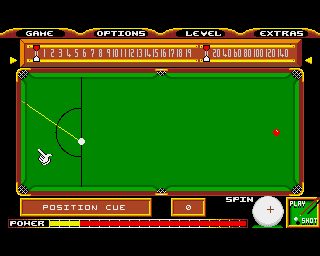 GAME OPTIONS LEVEL EXTRAS
1 2 3 4 5 6 7 8 9 10 11 12 13 14 15 16 17 18 19 20 40 60 80 100 120 140
POSITION CUE 0 SPIN PLAY SHOT
POWER